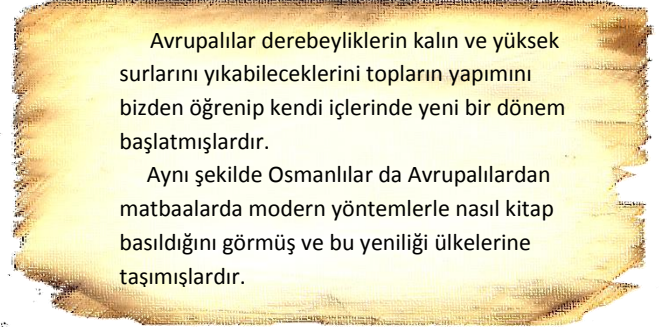 Avrupalılar derebeyliklerin kalın ve yüksek
surlarını yıkabileceklerini topların yapımını
bizden öğrenip kendi içlerinde yeni bir dönem
başlatmışlardır.
Aynı şekilde Osmanlılar da Avrupalılardan
matbaalarda modern yöntemlerle nasıl kitap
basıldığını görmüş ve bu yeniliği ülkelerine
taşımışlardır.